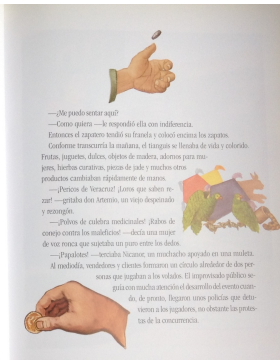 —¿Me puedo sentar aquí?
—Como quiera —le respondió ella con indiferencia.
Entonces el zapatero tendió su franela y colocó encima los zapatos.
Conforme transcurría la mañana, el tianguis se llenaba de vida y colorido.
Frutas, juguetes, dulces, objetos de madera, adornos para mu-
jeres, hierbas curativas, piezas de jade y muchos otros
productos cambiaban rápidamente de manos.
—¡Pericos de Veracruz! ¡Loros que saben re-
zar! —gritaba don Artemio, un viejo despeinado
y rezongón.
—¡Polvos de culebra medicinales! ¡Rabos de
conejo contra los maleficios! —decía una mujer
de voz ronca que sujetaba un puro entre los dedos.
—¡Papalotes! —terciaba Nicanor, un muchacho apoyado en una muleta.
Al mediodía, vendedores y clientes formaron un círculo alrededor de dos per-
sonas que jugaban a los volados. El improvisado público se-
guía con mucha atención el desarrollo del evento cuan-
do, de pronto, llegaron unos policías que detu-
vieron a los jugadores, no obstante las protes-
tas de la concurrencia.